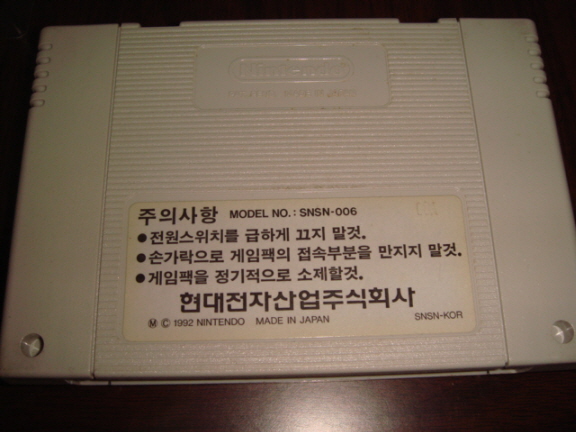 Nintendo
주의사항 MODEL NO.: SNSN-006
●전원스위치를 급하게 끄지 말것.
●손가락으로 게임팩의 접속부분을 만지지 말것.
●게임팩을 정기적으로 소제할것.
현대전자산업주식회사
Ⓜ © 1992 NINTENDO MADE IN JAPAN SNSN-KOR